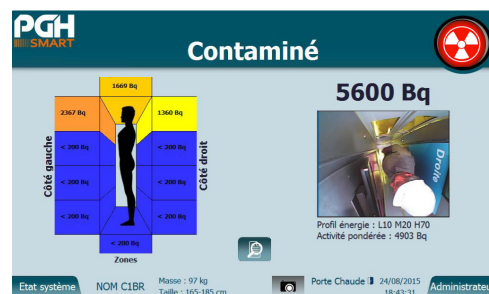 PGH
SMART
Contaminé
5600 Bq
1669 Bq
2367 Bq
1360 Bq
< 200 Bq
< 200 Bq
< 200 Bq
< 200 Bq
< 200 Bq
< 200 Bq
< 200 Bq
Côté gauche
Côté droit
Zones
Droite
Profil énergie : L10 M20 H70
Activité pondérée : 4903 Bq
Etat système
NOM C1BR
Masse : 97 kg
Taille : 165-185 cm
Porte Chaude
24/08/2015
18:43:31
Administrateu